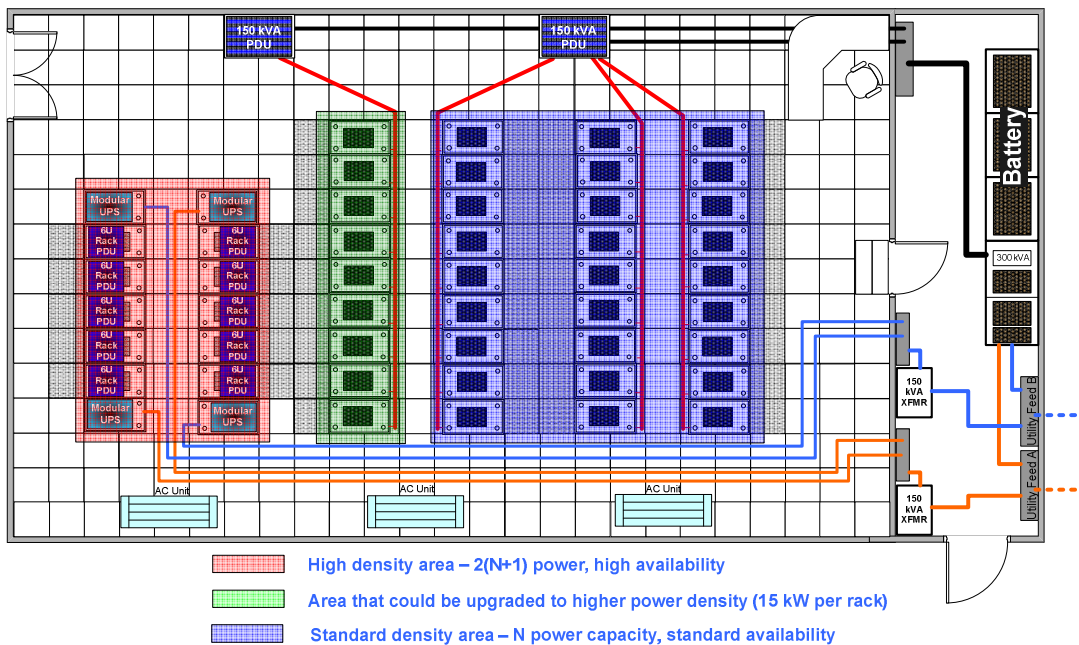 150 kVA
PDU
150 kVA
PDU
Battery
300 kVA
Modular
UPS
Modular
UPS
6U
Rack
PDU
6U
Rack
PDU
6U
Rack
PDU
6U
Rack
PDU
6U
Rack
PDU
6U
Rack
PDU
6U
Rack
PDU
6U
Rack
PDU
6U
Rack
PDU
6U
Rack
PDU
Modular
UPS
Modular
UPS
150
kVA
XFMR
Utility Feed B
150
kVA
XFMR
Utility Feed A
AC Unit
AC Unit
AC Unit
High density area – 2(N+1) power, high availability
Area that could be upgraded to higher power density (15 kW per rack)
Standard density area – N power capacity, standard availability